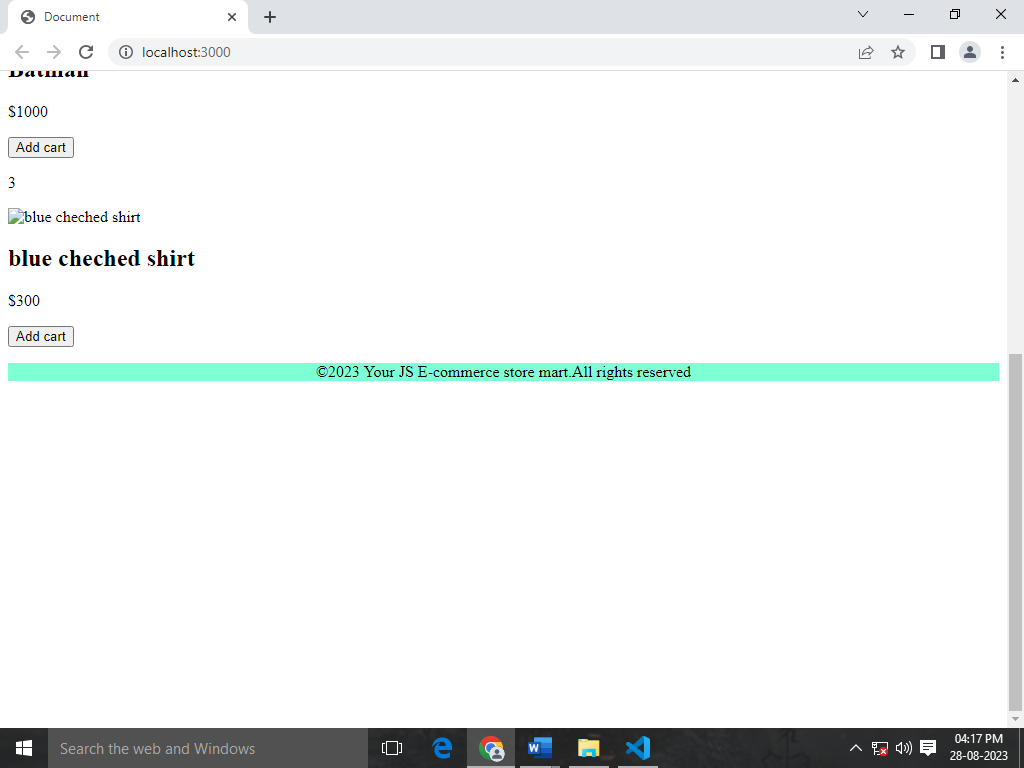 Document
localhost:3000
Batman
$1000
Add cart
3
blue cheched shirt
blue cheched shirt
$300
Add cart
©2023 Your JS E-commerce store mart.All rights reserved
Search the web and Windows
04:17 PM
28-08-2023